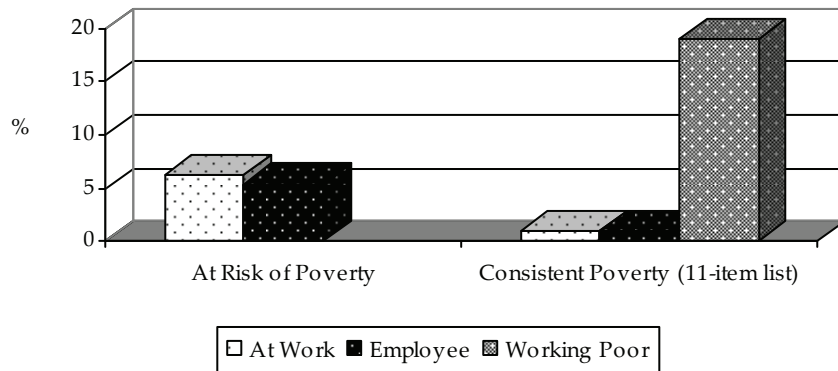 20
15
%
10
5
0
At Risk of Poverty
Consistent Poverty (11-item list)
At Work
Employee
Working Poor